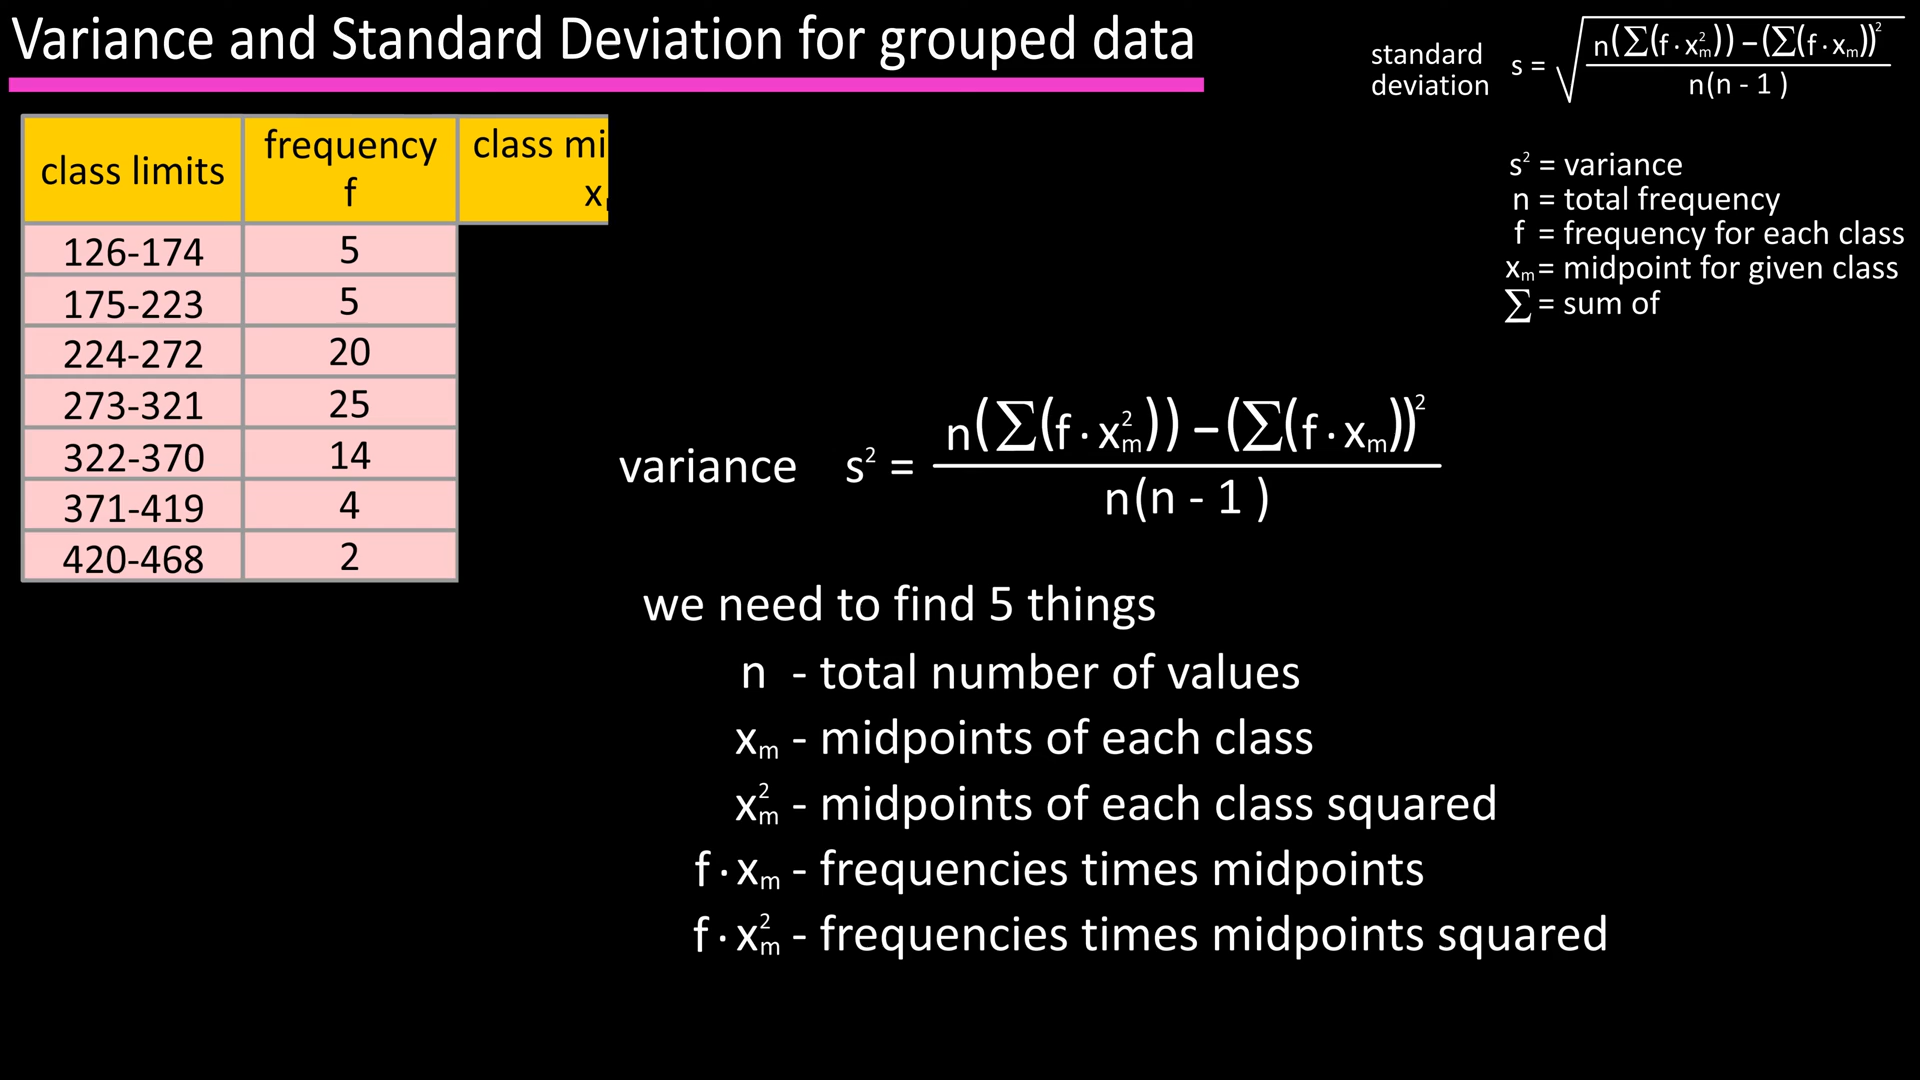 Variance and Standard Deviation for grouped data
standard deviation s = √(n(∑(f·xₘ²))−(∑(f·xₘ))² / n(n - 1 ))
s² = variance
n = total frequency
f = frequency for each class
xₘ = midpoint for given class
∑ = sum of
class limits frequency f class
126-174 5
175-223 5
224-272 20
273-321 25
322-370 14
371-419 4
420-468 2
variance s² = n(∑(f·xₘ²))−(∑(f·xₘ))² / n(n - 1 )
we need to find 5 things
n - total number of values
xₘ - midpoints of each class
xₘ² - midpoints of each class squared
f·xₘ - frequencies times midpoints
f·xₘ² - frequencies times midpoints squared